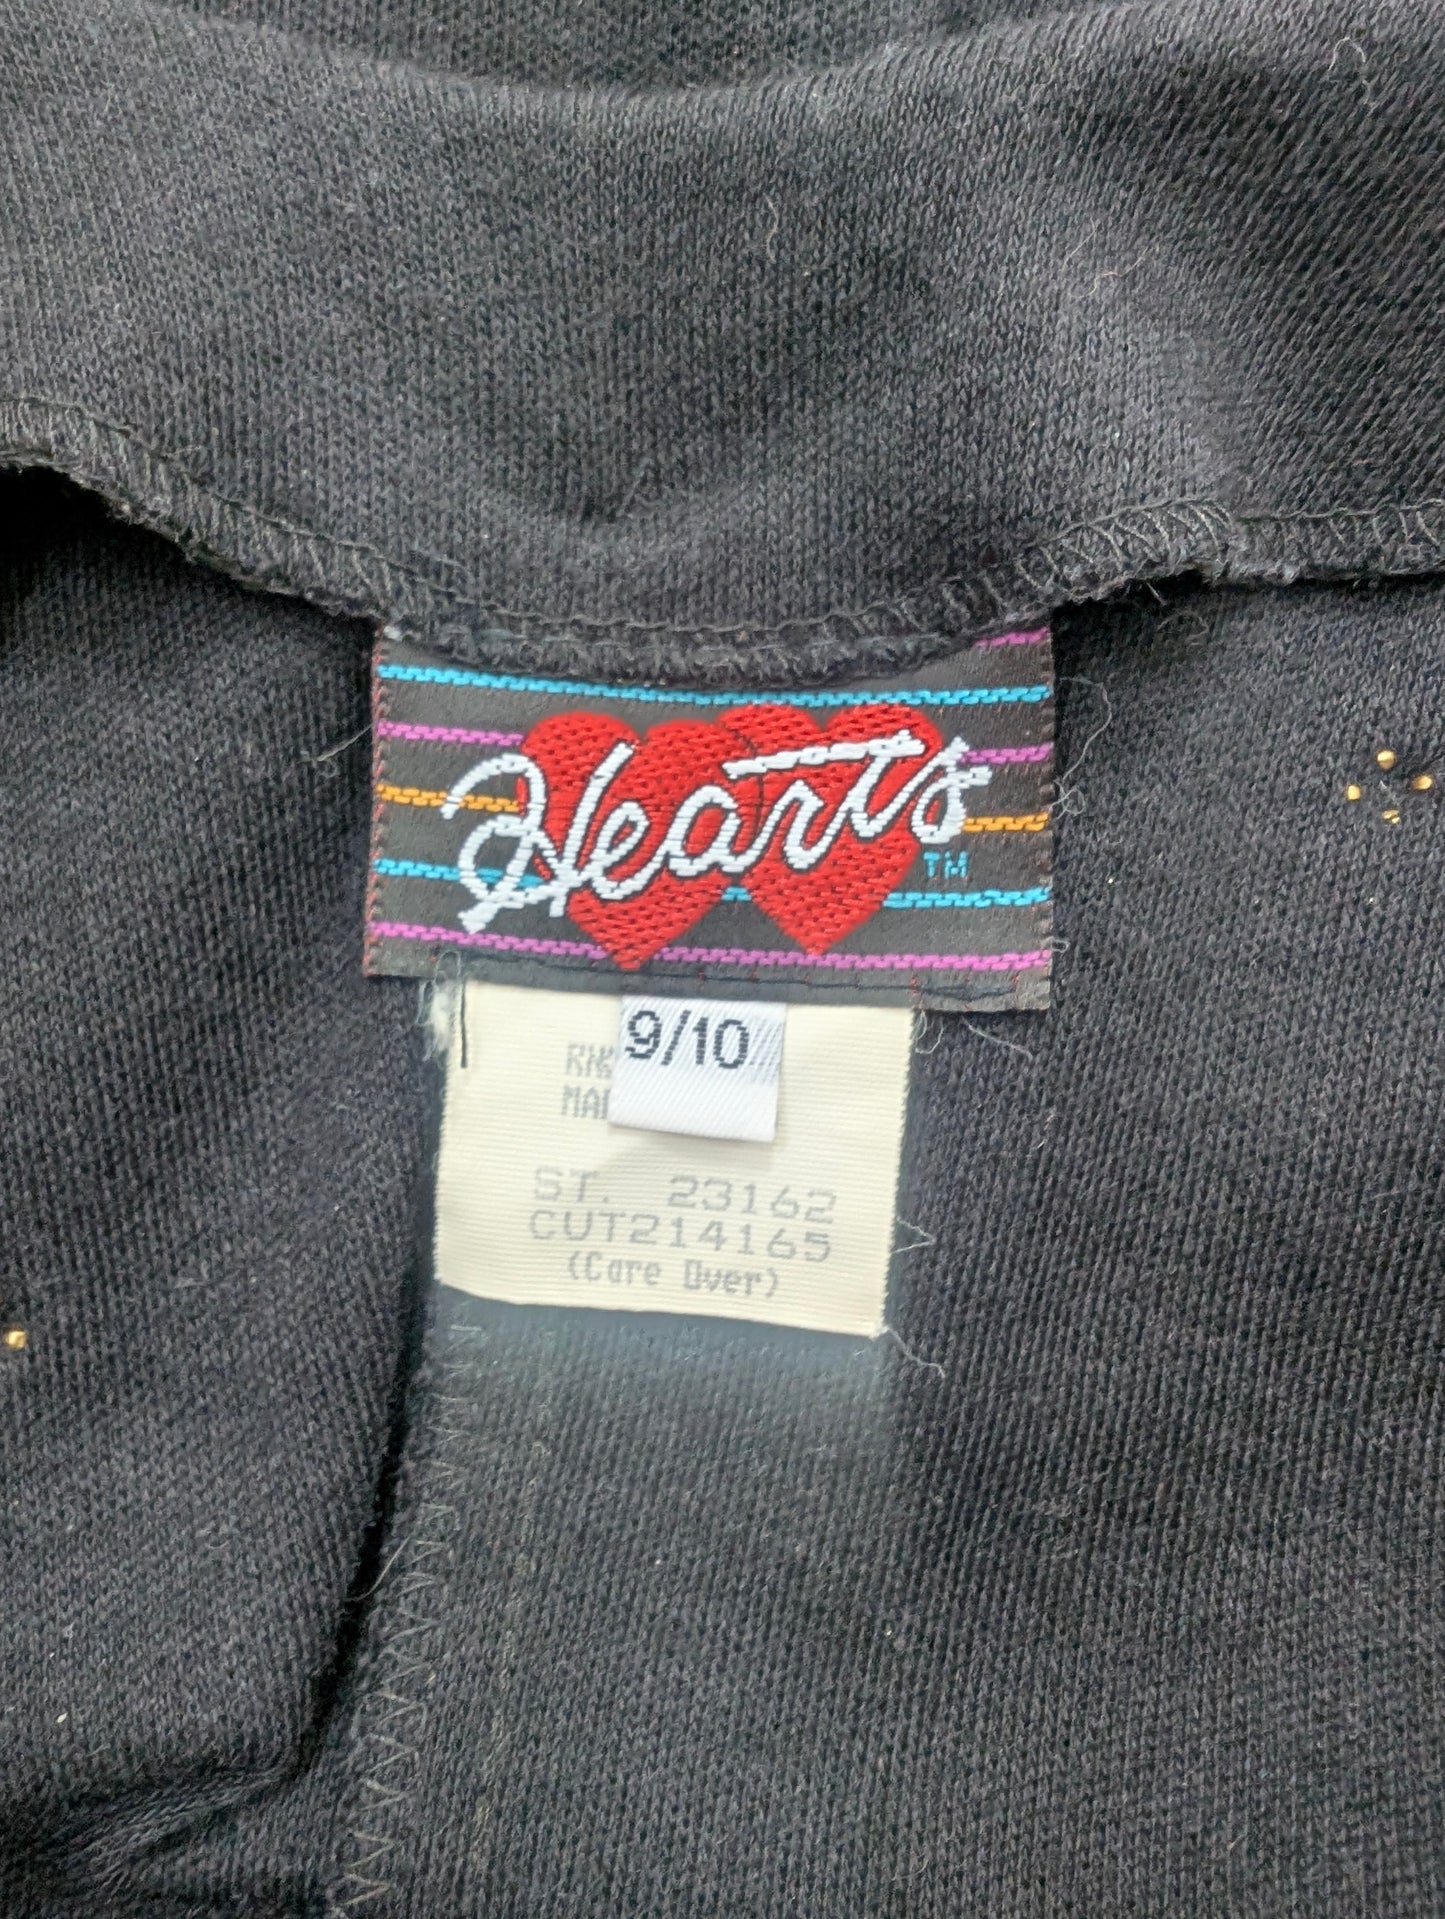 Hearts
TM
9/10
ST. 23162
CUT214165
(Care Over)